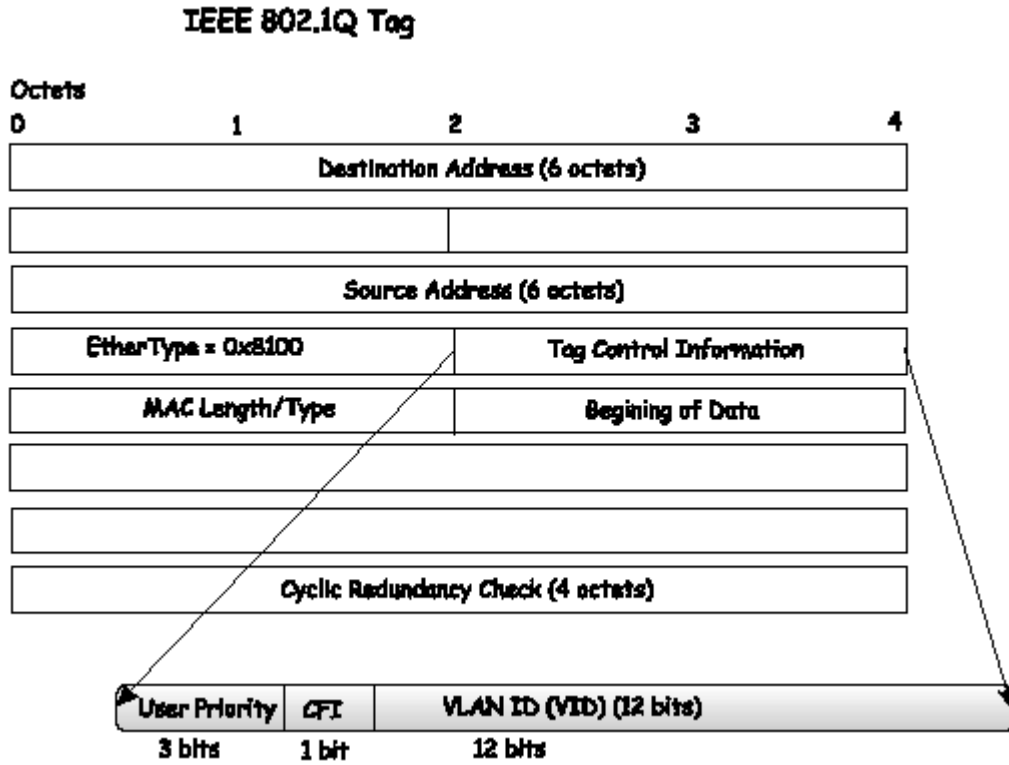 IEEE 802.1Q Tag
Octets
0 1 2 3 4
Destination Address (6 octets)
Source Address (6 octets)
EtherType = 0x8100 Tag Control Information
MAC Length/Type Begining of Data
Cyclic Redundancy Check (4 octets)
User Priority CFI VLAN ID (VID) (12 bits)
3 bits 1 bit 12 bits